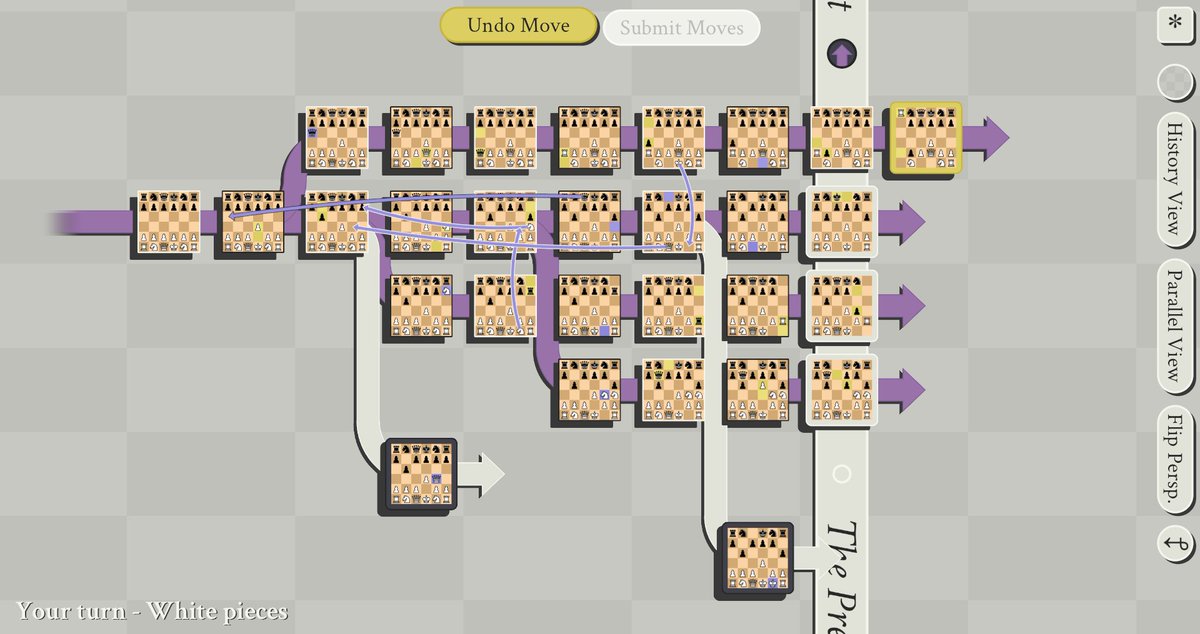 Undo Move
Submit Moves
*
History View
Parallel View
Flip Persp.
t
The Pre
Your turn - White pieces